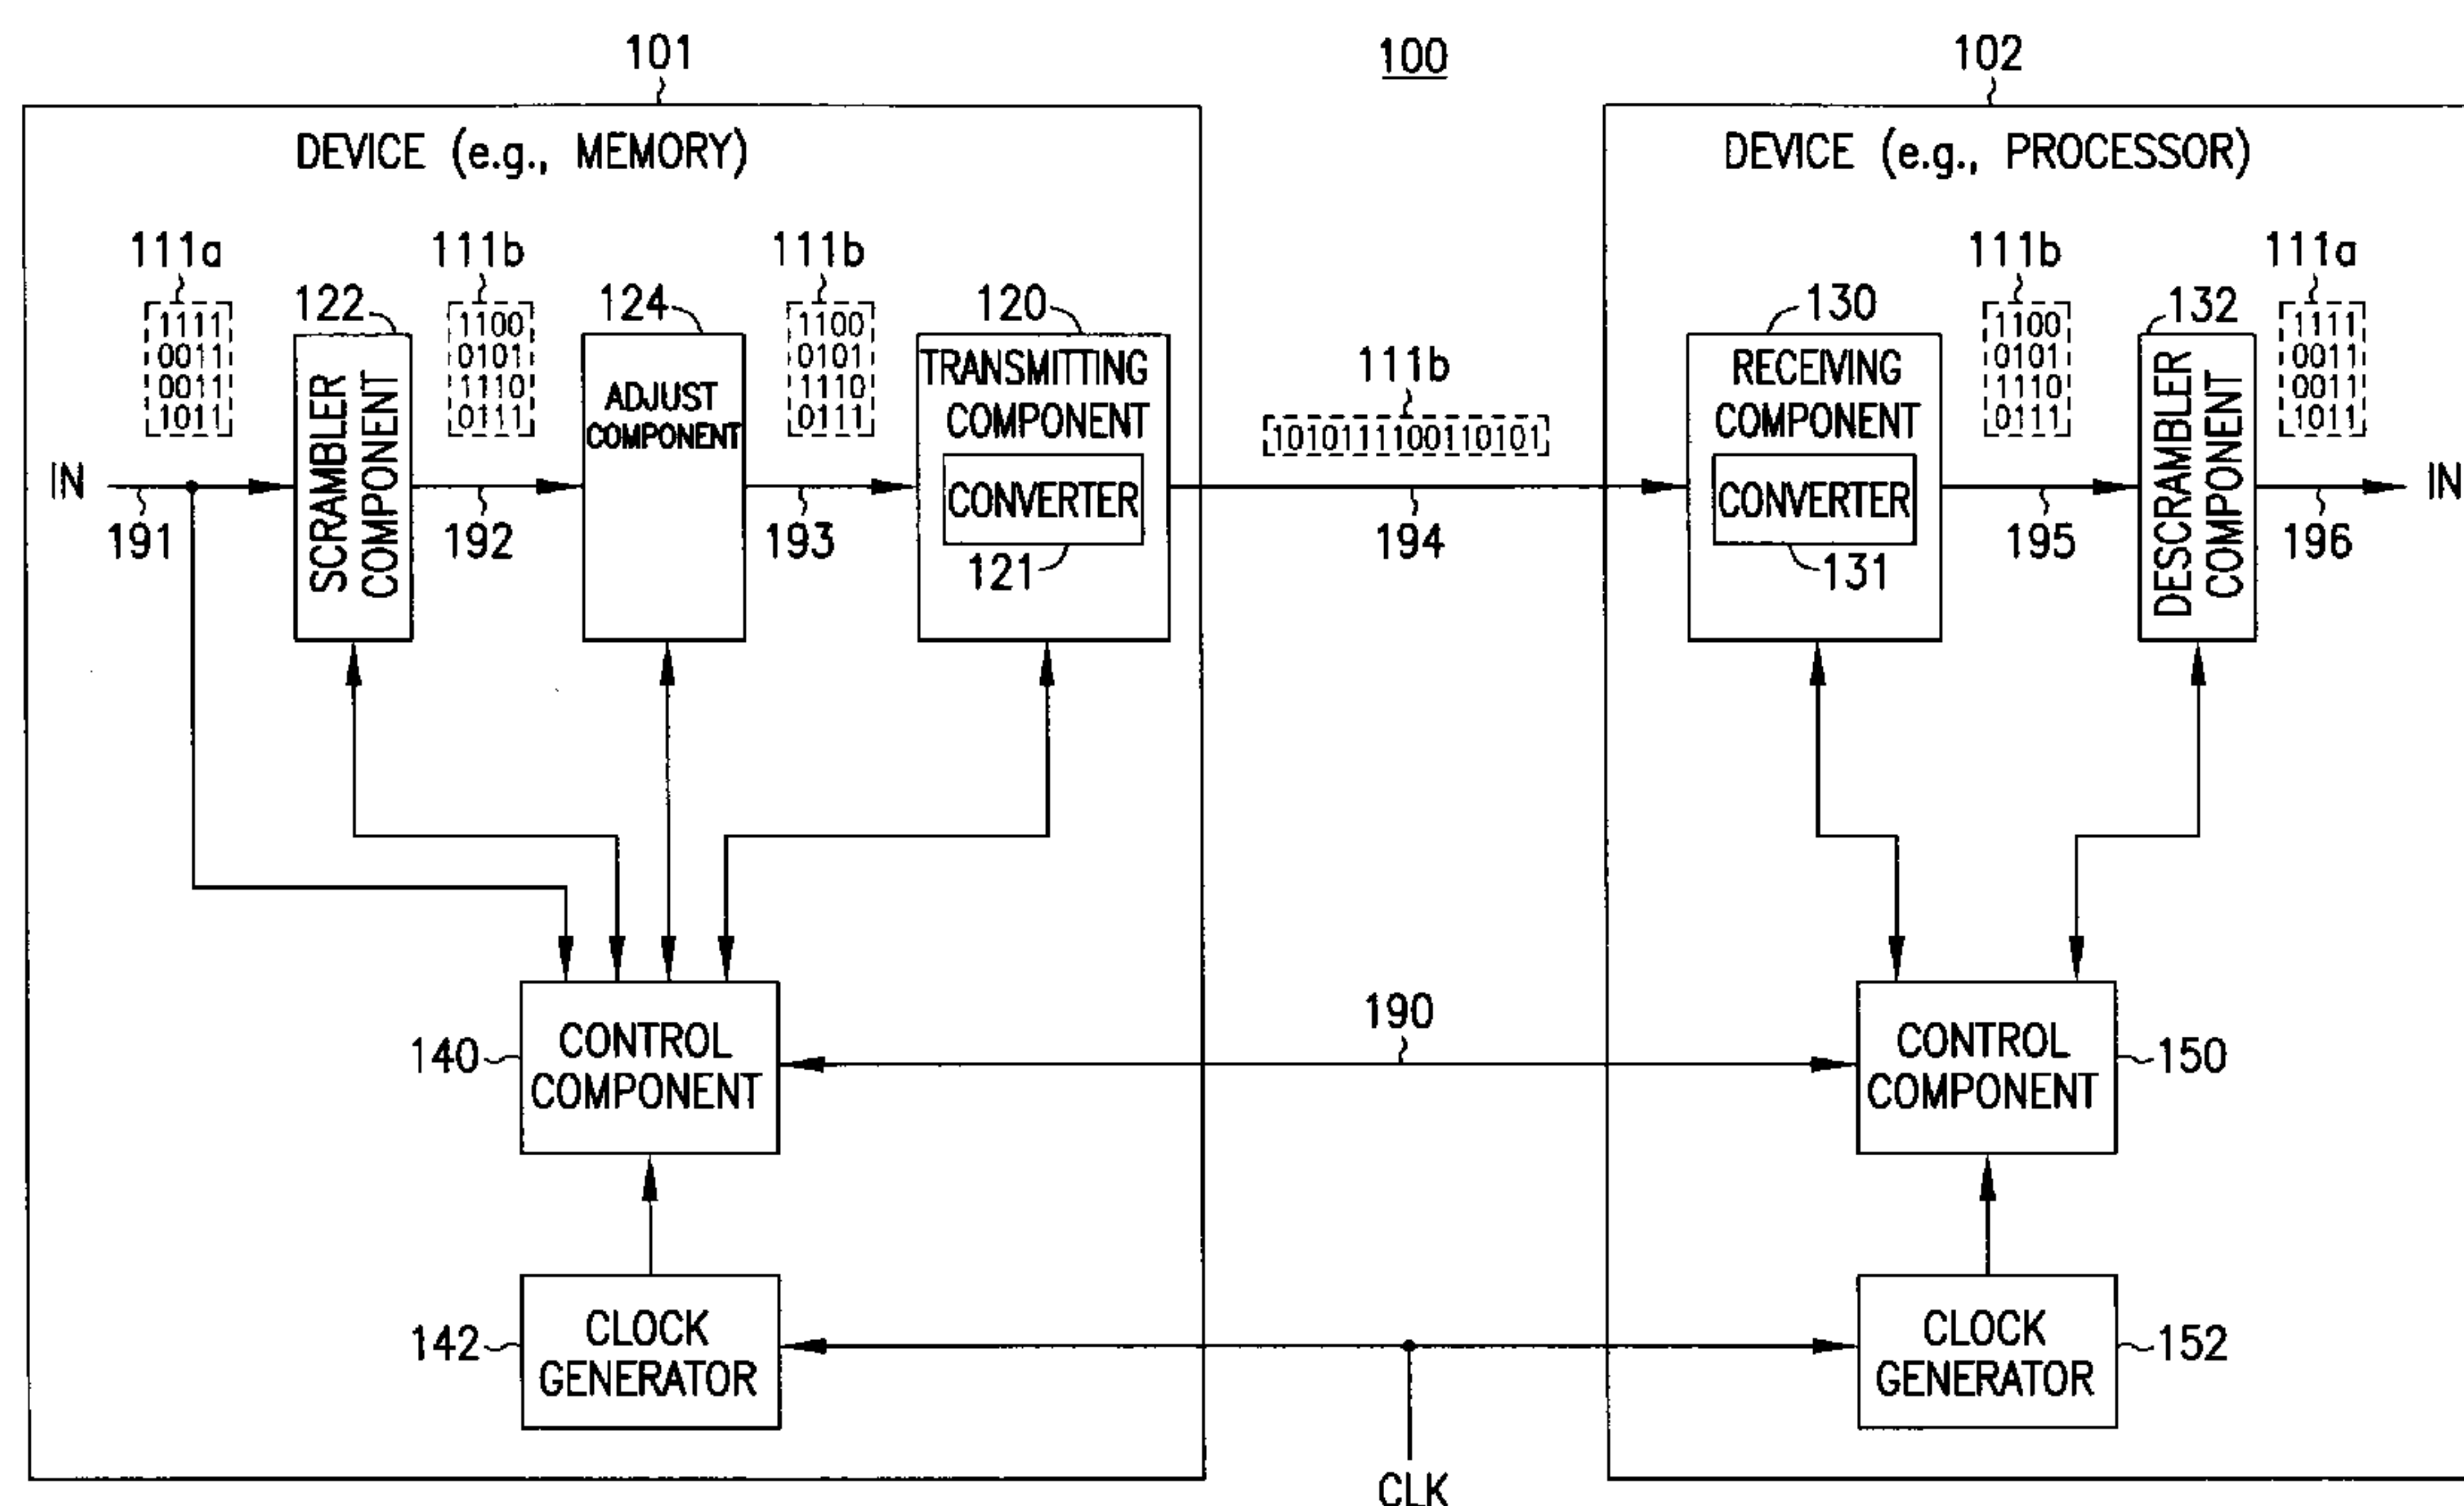 101
100
102
DEVICE (e.g., MEMORY)
DEVICE (e.g., PROCESSOR)
111a
111b
111b
111b
111a
1111
0011
0011
1011
122
1100
0101
1110
0111
124
1100
0101
1110
0111
120
130
1100
0101
1110
0111
132
1111
0011
0011
1011
SCRAMBLER
COMPONENT
ADJUST
COMPONENT
TRANSMITTING
COMPONENT
CONVERTER
121
111b
1010111100110101
RECEIVING
COMPONENT
CONVERTER
131
DESCRAMBLER
COMPONENT
IN
IN
191
192
193
194
195
196
140
CONTROL
COMPONENT
190
CONTROL
COMPONENT
150
142
CLOCK
GENERATOR
CLOCK
GENERATOR
152
CLK